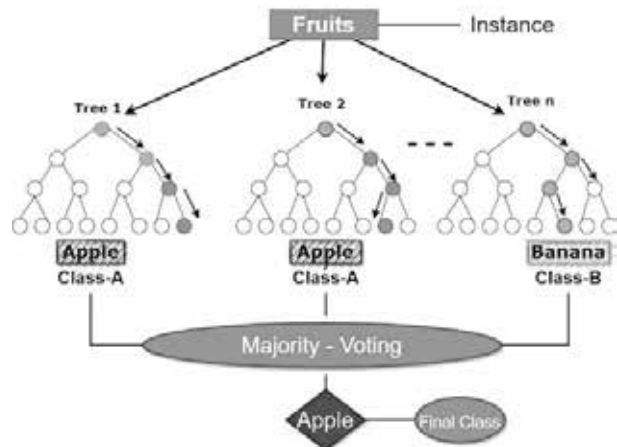 Fruits
Instance
Tree 1
Tree 2
Tree n
Apple
Apple
Banana
Class-A
Class-A
Class-B
Majority - Voting
Apple
Final Class